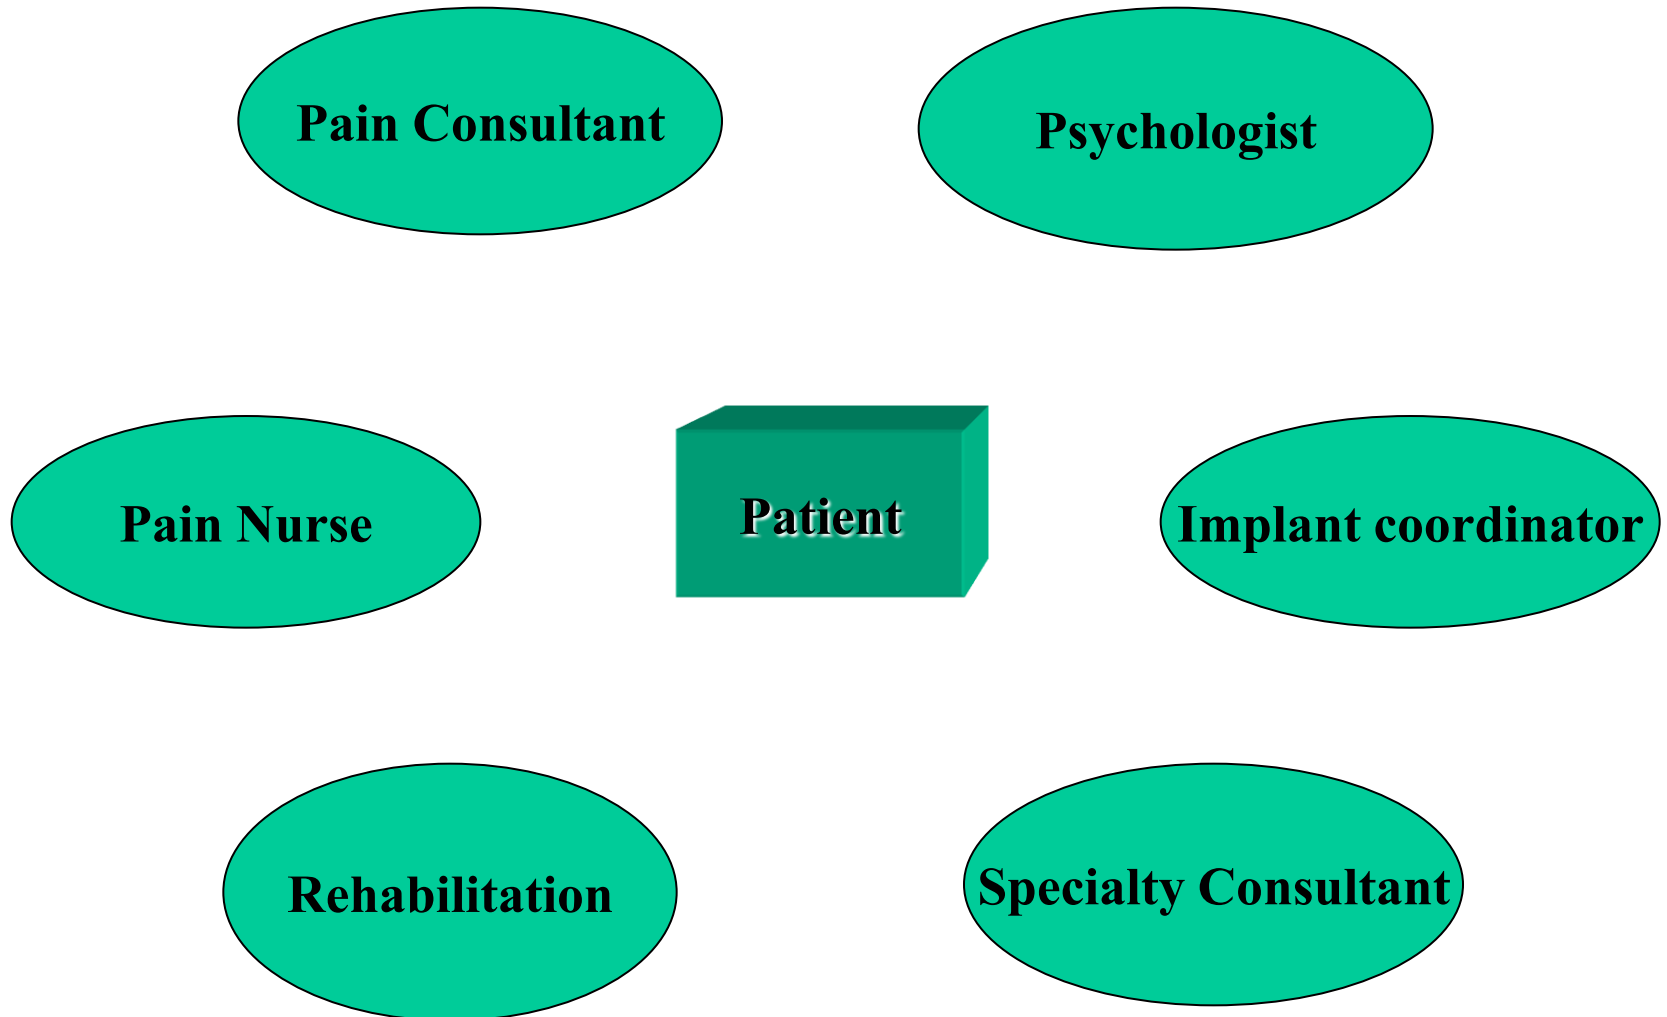 Pain Consultant
Psychologist
Pain Nurse
Patient
Implant coordinator
Rehabilitation
Specialty Consultant